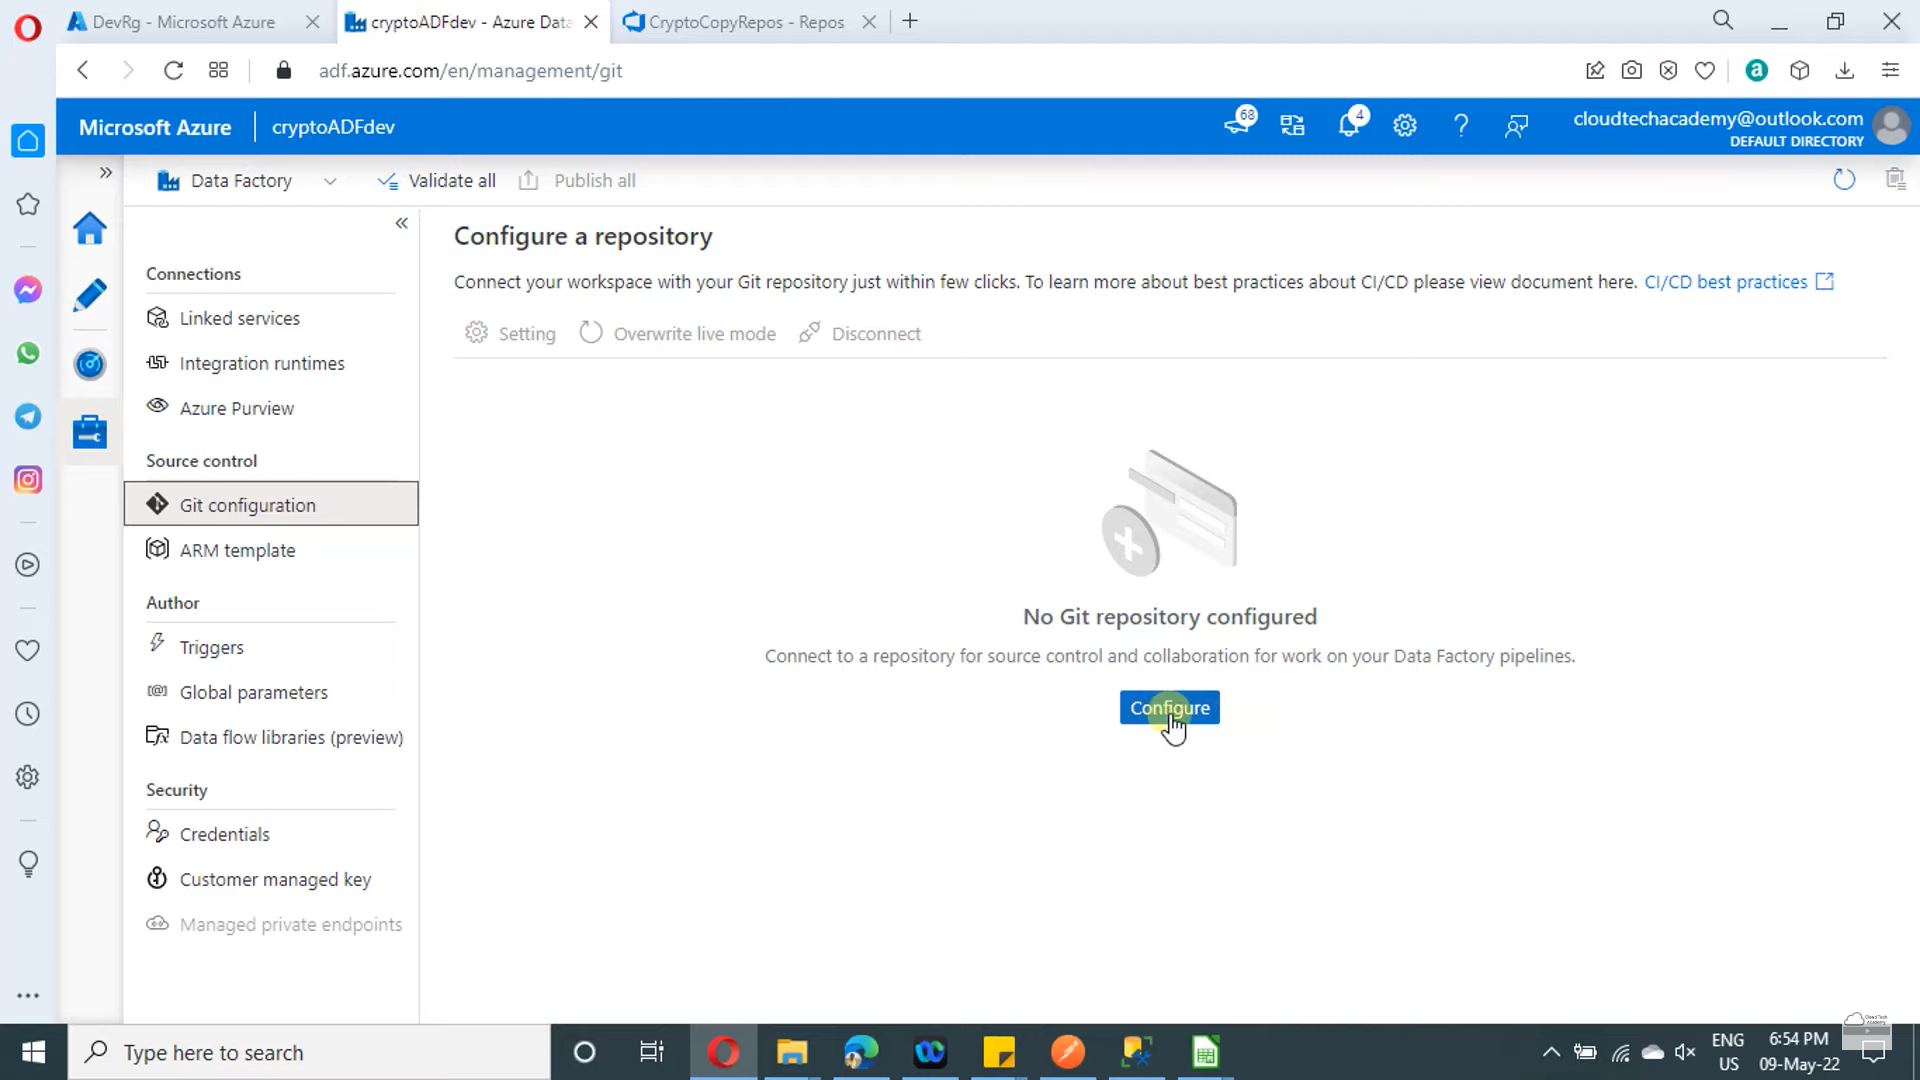 DevRg - Microsoft Azure
cryptoADFdev - Azure Data
CryptoCopyRepos - Repos
adf.azure.com/en/management/git
Microsoft Azure
cryptoADFdev
68
4
cloudtechacademy@outlook.com
DEFAULT DIRECTORY
Data Factory
Validate all
Publish all
Connections
Linked services
Integration runtimes
Azure Purview
Source control
Git configuration
ARM template
Author
Triggers
Global parameters
Data flow libraries (preview)
Security
Credentials
Customer managed key
Managed private endpoints
Configure a repository
Connect your workspace with your Git repository just within few clicks. To learn more about best practices about CI/CD please view document here. CI/CD best practices
Setting
Overwrite live mode
Disconnect
No Git repository configured
Connect to a repository for source control and collaboration for work on your Data Factory pipelines.
Configure
Type here to search
ENG
US
6:54 PM
09-May-22
Cloud Tech
Academy